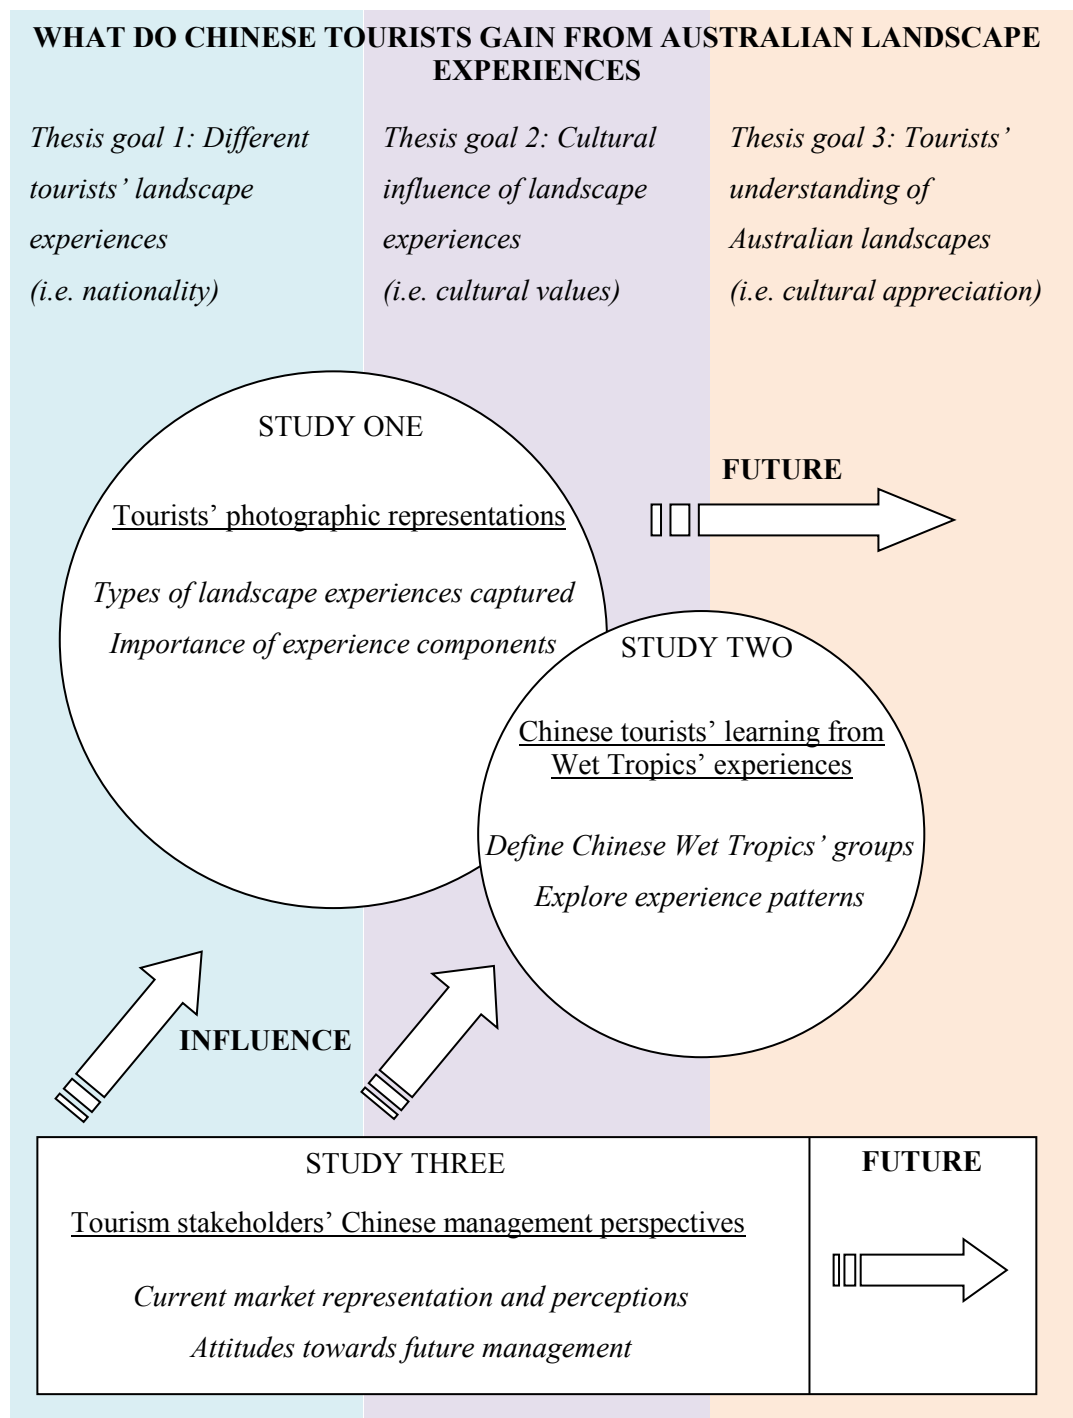 WHAT DO CHINESE TOURISTS GAIN FROM AUSTRALIAN LANDSCAPE
EXPERIENCES
Thesis goal 1: Different
tourists’ landscape
experiences
(i.e. nationality)
Thesis goal 2: Cultural
influence of landscape
experiences
(i.e. cultural values)
Thesis goal 3: Tourists’
understanding of
Australian landscapes
(i.e. cultural appreciation)
STUDY ONE
Tourists’ photographic representations
Types of landscape experiences captured
Importance of experience components
FUTURE
STUDY TWO
Chinese tourists’ learning from
Wet Tropics’ experiences
Define Chinese Wet Tropics’ groups
Explore experience patterns
INFLUENCE
STUDY THREE
Tourism stakeholders’ Chinese management perspectives
Current market representation and perceptions
Attitudes towards future management
FUTURE